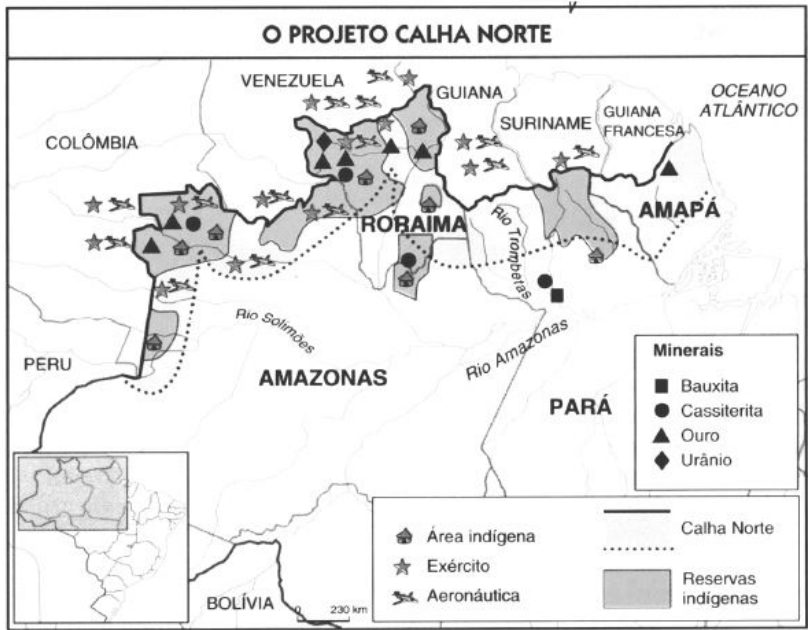 O PROJETO CALHA NORTE
VENEZUELA
GUIANA
OCEANO
ATLÂNTICO
SURINAME
GUIANA
FRANCESA
COLÔMBIA
AMAPÁ
RORAIMA
Rio Trombetas
Rio Solimões
Rio Amazonas
PERU
AMAZONAS
PARÁ
Minerais
Bauxita
Cassiterita
Ouro
Urânio
BOLÍVIA
0 230 km
Área indígena
Exército
Aeronáutica
Calha Norte
Reservas
indígenas